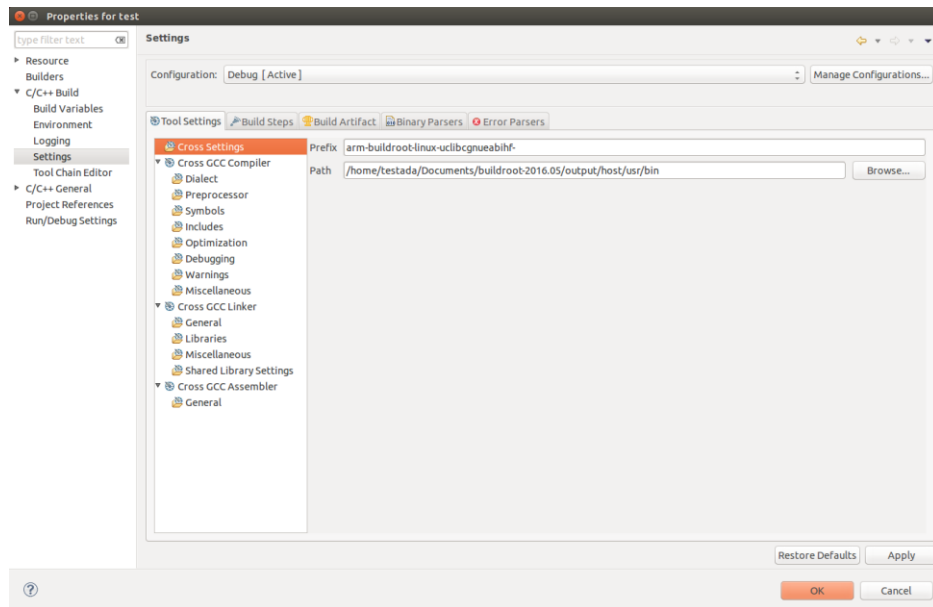 Properties for test
type filter text
Settings
Resource
Builders
C/C++ Build
Build Variables
Environment
Logging
Settings
Tool Chain Editor
C/C++ General
Project References
Run/Debug Settings
Configuration: Debug [ Active ]
Manage Configurations...
Tool Settings Build Steps Build Artifact Binary Parsers Error Parsers
Cross Settings
Cross GCC Compiler
Dialect
Preprocessor
Symbols
Includes
Optimization
Debugging
Warnings
Miscellaneous
Cross GCC Linker
General
Libraries
Miscellaneous
Shared Library Settings
Cross GCC Assembler
General
Prefix arm-buildroot-linux-uclibcgnueabihf-
Path /home/testada/Documents/buildroot-2016.05/output/host/usr/bin Browse...
Restore Defaults Apply
? OK Cancel